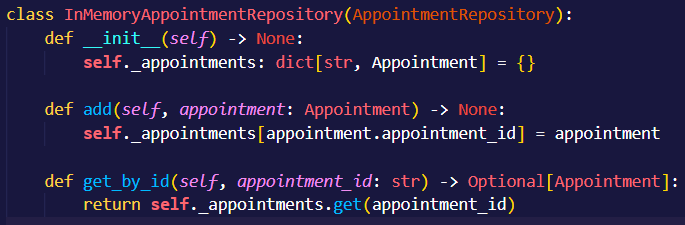 class InMemoryAppointmentRepository(AppointmentRepository):
    def __init__(self) -> None:
        self._appointments: dict[str, Appointment] = {}

    def add(self, appointment: Appointment) -> None:
        self._appointments[appointment.appointment_id] = appointment

    def get_by_id(self, appointment_id: str) -> Optional[Appointment]:
        return self._appointments.get(appointment_id)